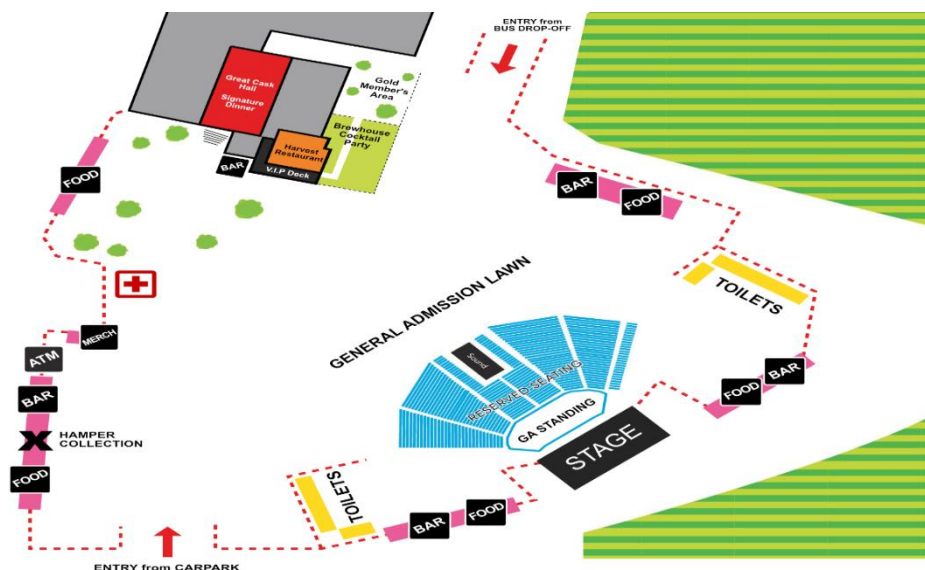 ENTRY from
BUS DROP-OFF
Great Cask
Hall
Signature
Dinner
Gold
Member's
Area
Brewhouse
Cocktail
Party
Harvest
Restaurant
V.I.P Deck
BAR
FOOD
BAR
FOOD
TOILETS
MERCH
ATM
BAR
HAMPER
COLLECTION
FOOD
GENERAL ADMISSION LAWN
Sound
RESERVED SEATING
GA STANDING
STAGE
FOOD
BAR
TOILETS
BAR
FOOD
ENTRY from CARPARK